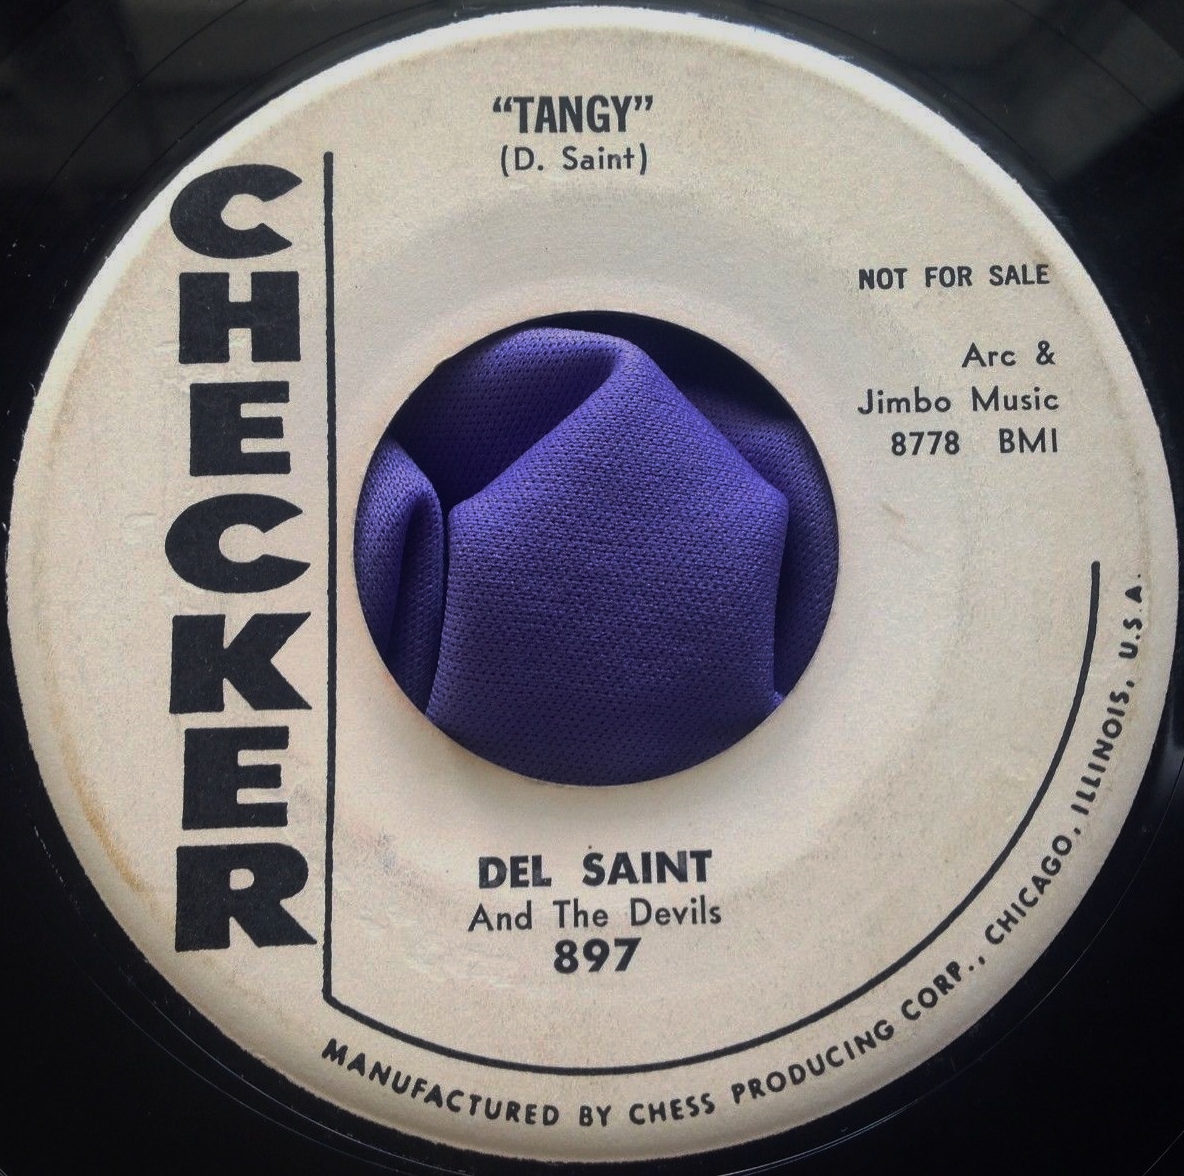 "TANGY"
(D. Saint)
CHECKER
NOT FOR SALE
Arc &
Jimbo Music
8778 BMI
DEL SAINT
And The Devils
897
MANUFACTURED BY CHESS PRODUCING CORP., CHICAGO, ILLINOIS, U.S.A.